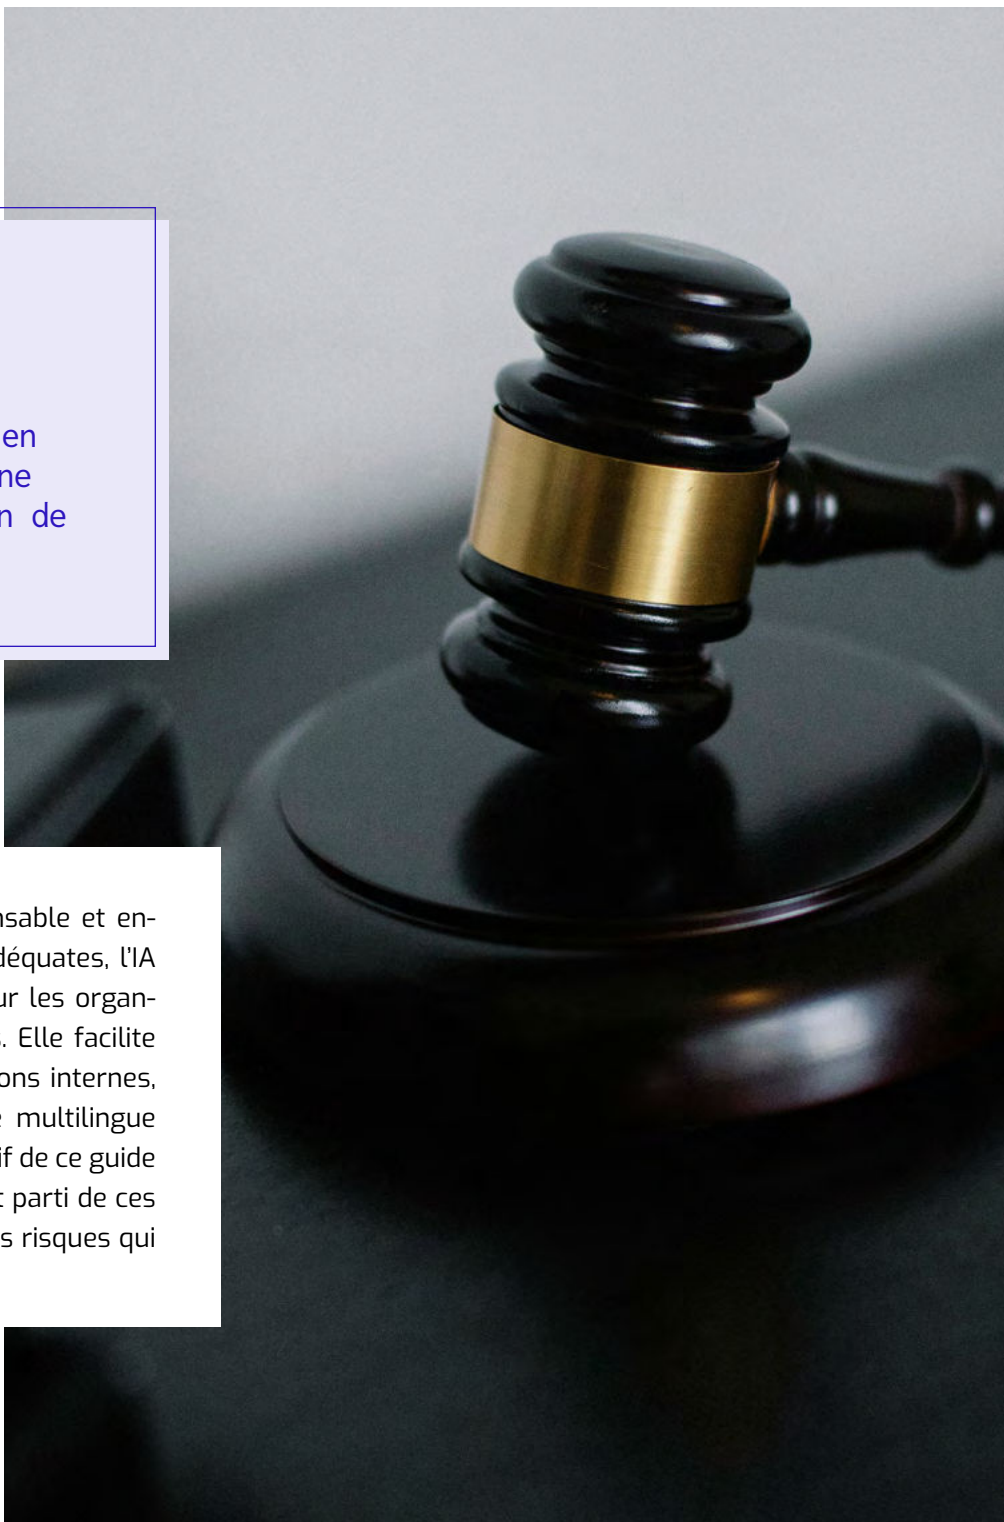 en
ne
n de
nsable et en-
déquates, l'IA
ur les organ-
. Elle facilite
ons internes,
multilingue
if de ce guide
t parti de ces
s risques qui